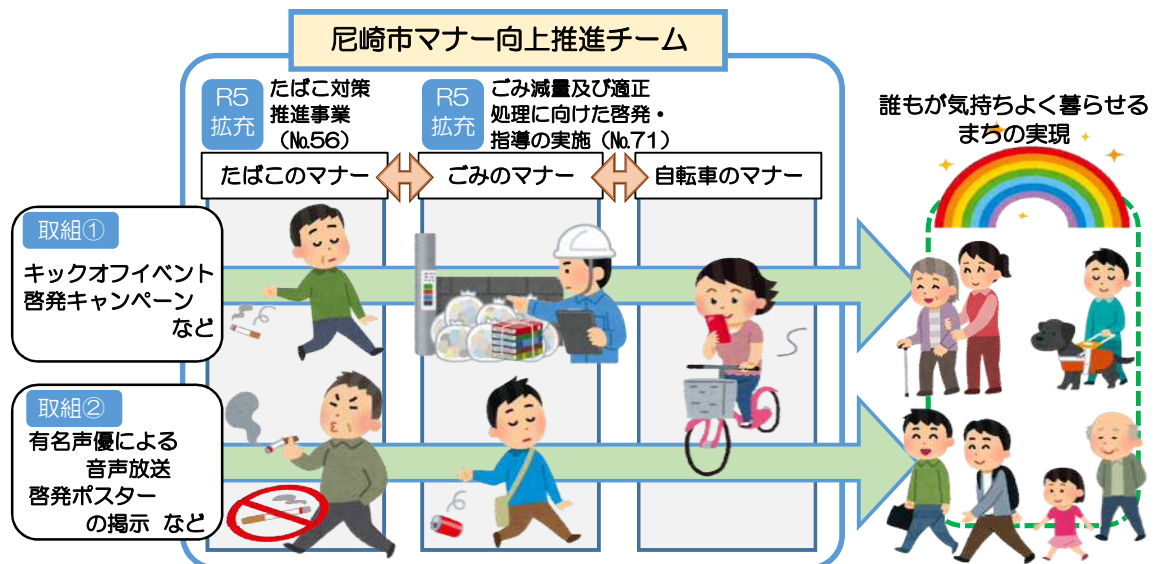 尼崎市マナー向上推進チーム
R5
拡充
たばこ対策
推進事業
(№56)
R5
拡充
ごみ減量及び適正
処理に向けた啓発・
指導の実施(№71)
たばこのマナー
ごみのマナー
自転車のマナー
取組①
キックオフイベント
啓発キャンペーン
など
取組②
有名声優による
音声放送
啓発ポスター
の掲示 など
誰もが気持ちよく暮らせる
まちの実現